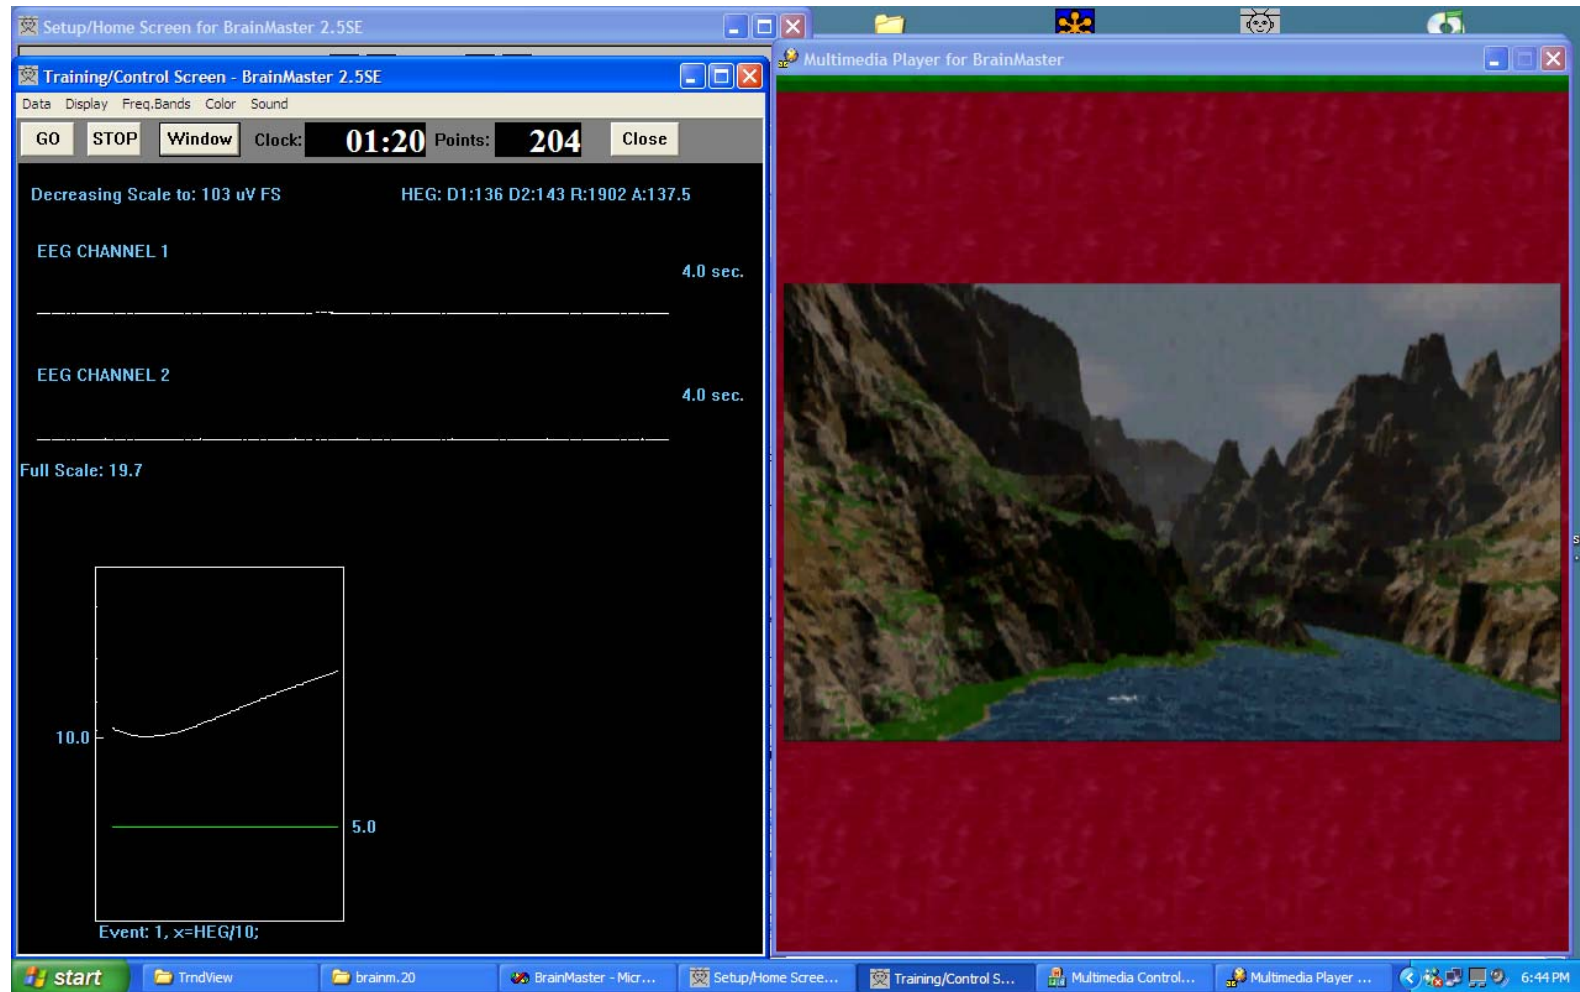 Setup/Home Screen for BrainMaster 2.5SE
Training/Control Screen - BrainMaster 2.5SE
Data Display Freq.Bands Color Sound
GO STOP Window Clock: 01:20 Points: 204 Close
Decreasing Scale to: 103 uV FS HEG: D1:136 D2:143 R:1902 A:137.5
EEG CHANNEL 1
4.0 sec.
EEG CHANNEL 2
4.0 sec.
Full Scale: 19.7
10.0
5.0
Event: 1, x=HEG/10;
Multimedia Player for BrainMaster
start TrndView brainm.20 BrainMaster - Micr... Setup/Home Scree... Training/Control S... Multimedia Control... Multimedia Player ... 6:44 PM